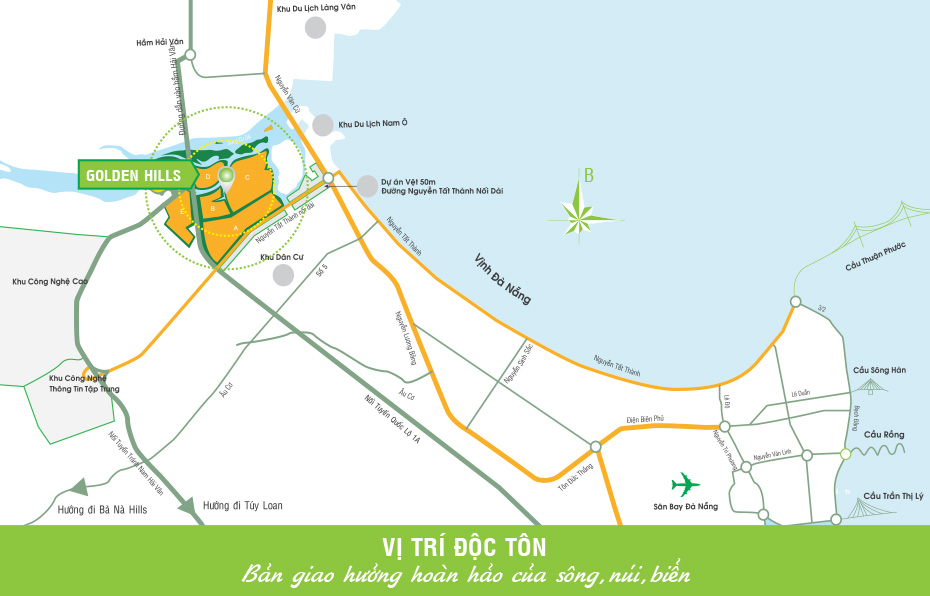 Khu Du Lịch Làng Vân
Hầm Hải Vân
Đường dẫn vào hầm Hải Vân
Nguyễn Văn Cừ
Khu Du Lịch Nam Ô
GOLDEN HILLS
D
C
E
B
A
Dự án Vệt 50m
Đường Nguyễn Tất Thành Nối Dài
B
Nguyễn Tất Thành nối dài
Nguyễn Tất Thành
Khu Dân Cư
Số 5
Vịnh Đà Nẵng
Cầu Thuận Phước
Khu Công Nghệ Cao
3/2
Nguyễn Lương Bằng
Nguyễn Sinh Sắc
Nguyễn Tất Thành
Khu Công Nghệ
Thông Tin Tập Trung
Cầu Sông Hàn
Âu Cơ
Âu Cơ
Lê Duẩn
Lê Độ
Bạch Đằng
Nối Tuyến Quốc Lộ 1A
Điện Biên Phủ
Cầu Rồng
Nguyễn Tri Phương
Nguyễn Văn Linh
Nối Tuyến Tránh Nam Hải Vân
Tôn Đức Thắng
Sân Bay Đà Nẵng
Cầu Trần Thị Lý
Hướng đi Bà Nà Hills
Hướng đi Túy Loan
VỊ TRÍ ĐỘC TÔN
Bản giao hưởng hoàn hảo của sông, núi, biển